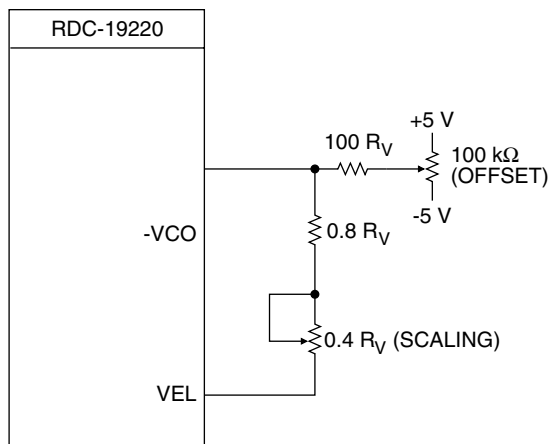 RDC-19220
+5 V
100 R_V
100 kΩ
(OFFSET)
-5 V
-VCO
0.8 R_V
0.4 R_V (SCALING)
VEL